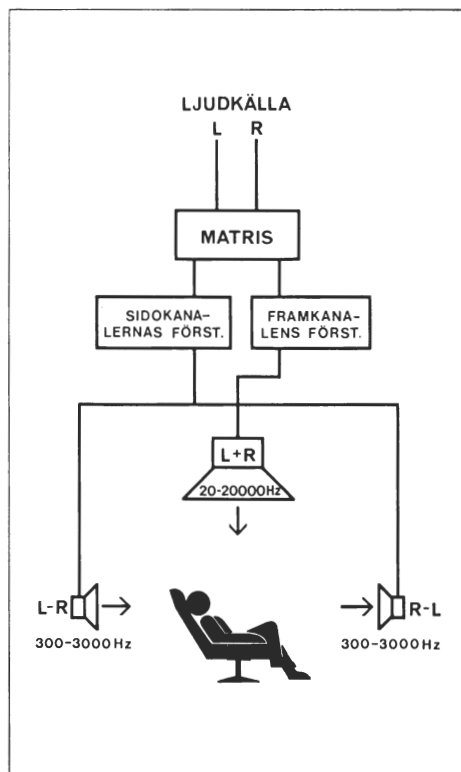 LJUDKÄLLA
L R
MATRIS
SIDOKANA-
LERNAS FÖRST.
FRAMKANA-
LENS FÖRST.
L+R
20-20000Hz
L-R
300-3000Hz
R-L
300-3000Hz